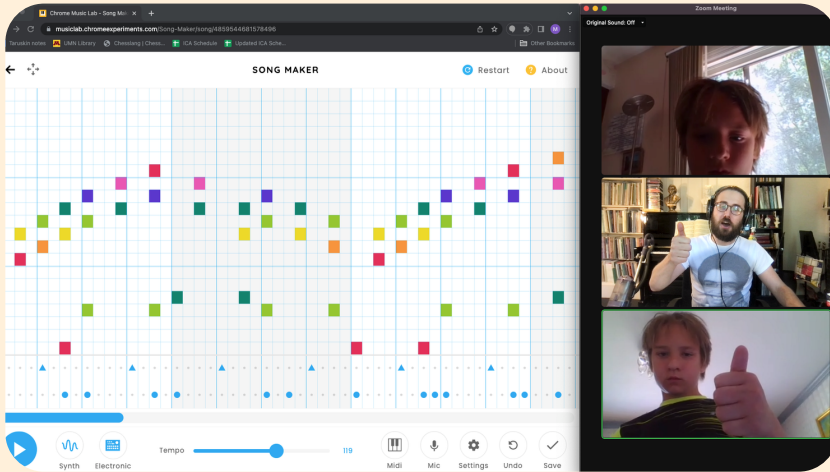 Chrome Music Lab - Song Mak
Zoom Meeting
musiclab.chromeexperiments.com/Song-Maker/song/4859544681578496
Original Sound: Off
Taruskin notes
UMN Library
Chesslang | Chess...
ICA Schedule
Updated ICA Sche...
Other Bookmarks
SONG MAKER
Restart
About
Tempo
119
Synth
Electronic
Midi
Mic
Settings
Undo
Save